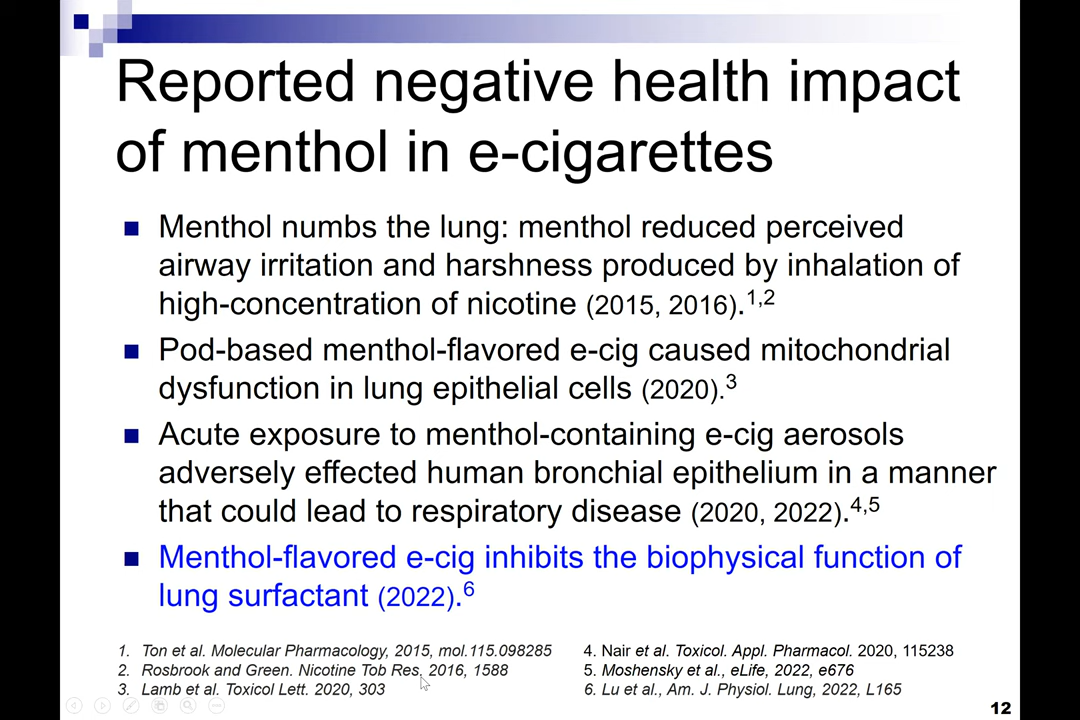 Reported negative health impact
of menthol in e-cigarettes
Menthol numbs the lung: menthol reduced perceived
airway irritation and harshness produced by inhalation of
high-concentration of nicotine (2015, 2016).1,2
Pod-based menthol-flavored e-cig caused mitochondrial
dysfunction in lung epithelial cells (2020).3
Acute exposure to menthol-containing e-cig aerosols
adversely effected human bronchial epithelium in a manner
that could lead to respiratory disease (2020, 2022).4,5
Menthol-flavored e-cig inhibits the biophysical function of
lung surfactant (2022).6
1. Ton et al. Molecular Pharmacology, 2015, mol.115.098285
2. Rosbrook and Green. Nicotine Tob Res, 2016, 1588
3. Lamb et al. Toxicol Lett. 2020, 303
4. Nair et al. Toxicol. Appl. Pharmacol. 2020, 115238
5. Moshensky et al., eLife, 2022, e676
6. Lu et al., Am. J. Physiol. Lung, 2022, L165
12